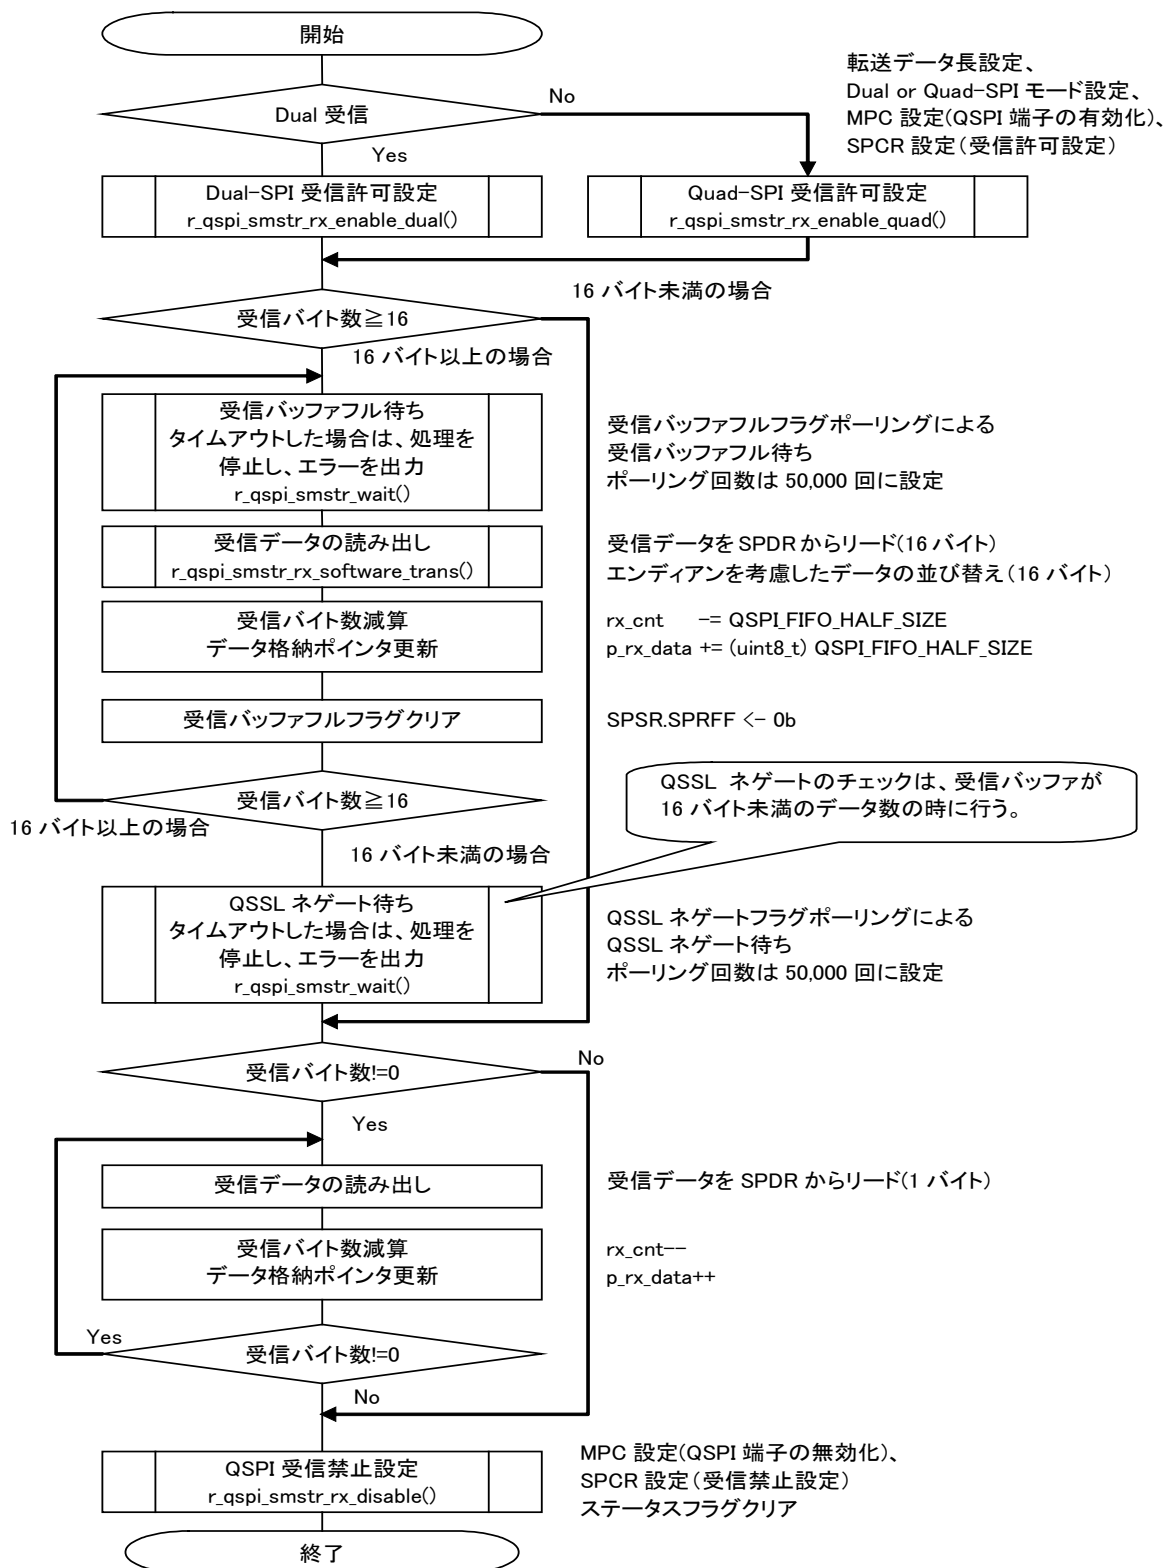 開始
Dual 受信
No
転送データ長設定、
Dual or Quad-SPI モード設定、
MPC 設定(QSPI 端子の有効化)、
SPCR 設定(受信許可設定)
Yes
Dual-SPI 受信許可設定
r_qspi_smstr_rx_enable_dual()
Quad-SPI 受信許可設定
r_qspi_smstr_rx_enable_quad()
16 バイト未満の場合
受信バイト数≧16
16 バイト以上の場合
受信バッファフル待ち
タイムアウトした場合は、処理を
停止し、エラーを出力
r_qspi_smstr_wait()
受信バッファフルフラグポーリングによる
受信バッファフル待ち
ポーリング回数は 50,000 回に設定
受信データの読み出し
r_qspi_smstr_rx_software_trans()
受信データを SPDR からリード(16 バイト)
エンディアンを考慮したデータの並び替え(16 バイト)
受信バイト数減算
データ格納ポインタ更新
rx_cnt -= QSPI_FIFO_HALF_SIZE
p_rx_data += (uint8_t) QSPI_FIFO_HALF_SIZE
受信バッファフルフラグクリア
SPSR.SPRFF <- 0b
受信バイト数≧16
16 バイト以上の場合
16 バイト未満の場合
QSSL ネゲートのチェックは、受信バッファが
16 バイト未満のデータ数の時に行う。
QSSL ネゲート待ち
タイムアウトした場合は、処理を
停止し、エラーを出力
r_qspi_smstr_wait()
QSSL ネゲートフラグポーリングによる
QSSL ネゲート待ち
ポーリング回数は 50,000 回に設定
受信バイト数!=0
No
Yes
受信データの読み出し
受信データを SPDR からリード(1 バイト)
受信バイト数減算
データ格納ポインタ更新
rx_cnt--
p_rx_data++
Yes
受信バイト数!=0
No
QSPI 受信禁止設定
r_qspi_smstr_rx_disable()
MPC 設定(QSPI 端子の無効化)、
SPCR 設定(受信禁止設定)
ステータスフラグクリア
終了